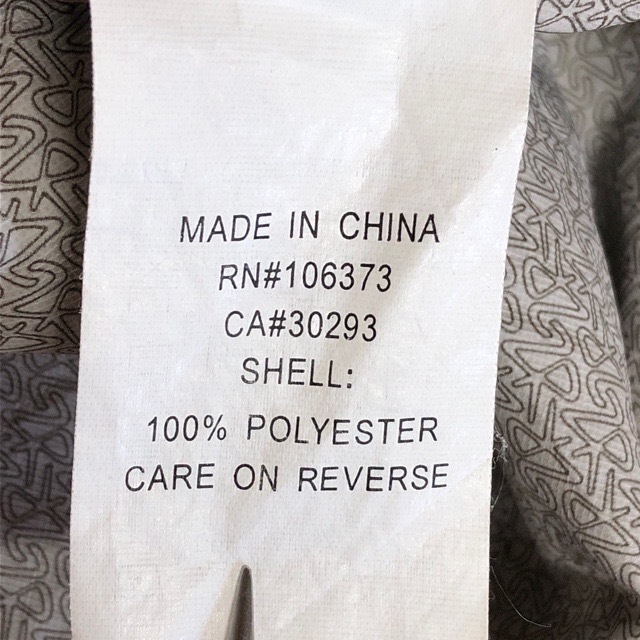 MADE IN CHINA
RN#106373
CA#30293
SHELL:
100% POLYESTER
CARE ON REVERSE